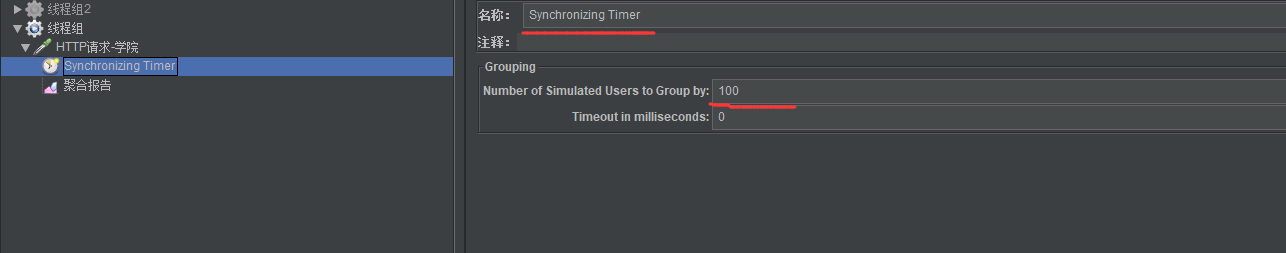 线程组2
线程组
HTTP请求-学院
Synchronizing Timer
聚合报告
名称： Synchronizing Timer
注释：
Grouping
Number of Simulated Users to Group by: 100
Timeout in milliseconds: 0